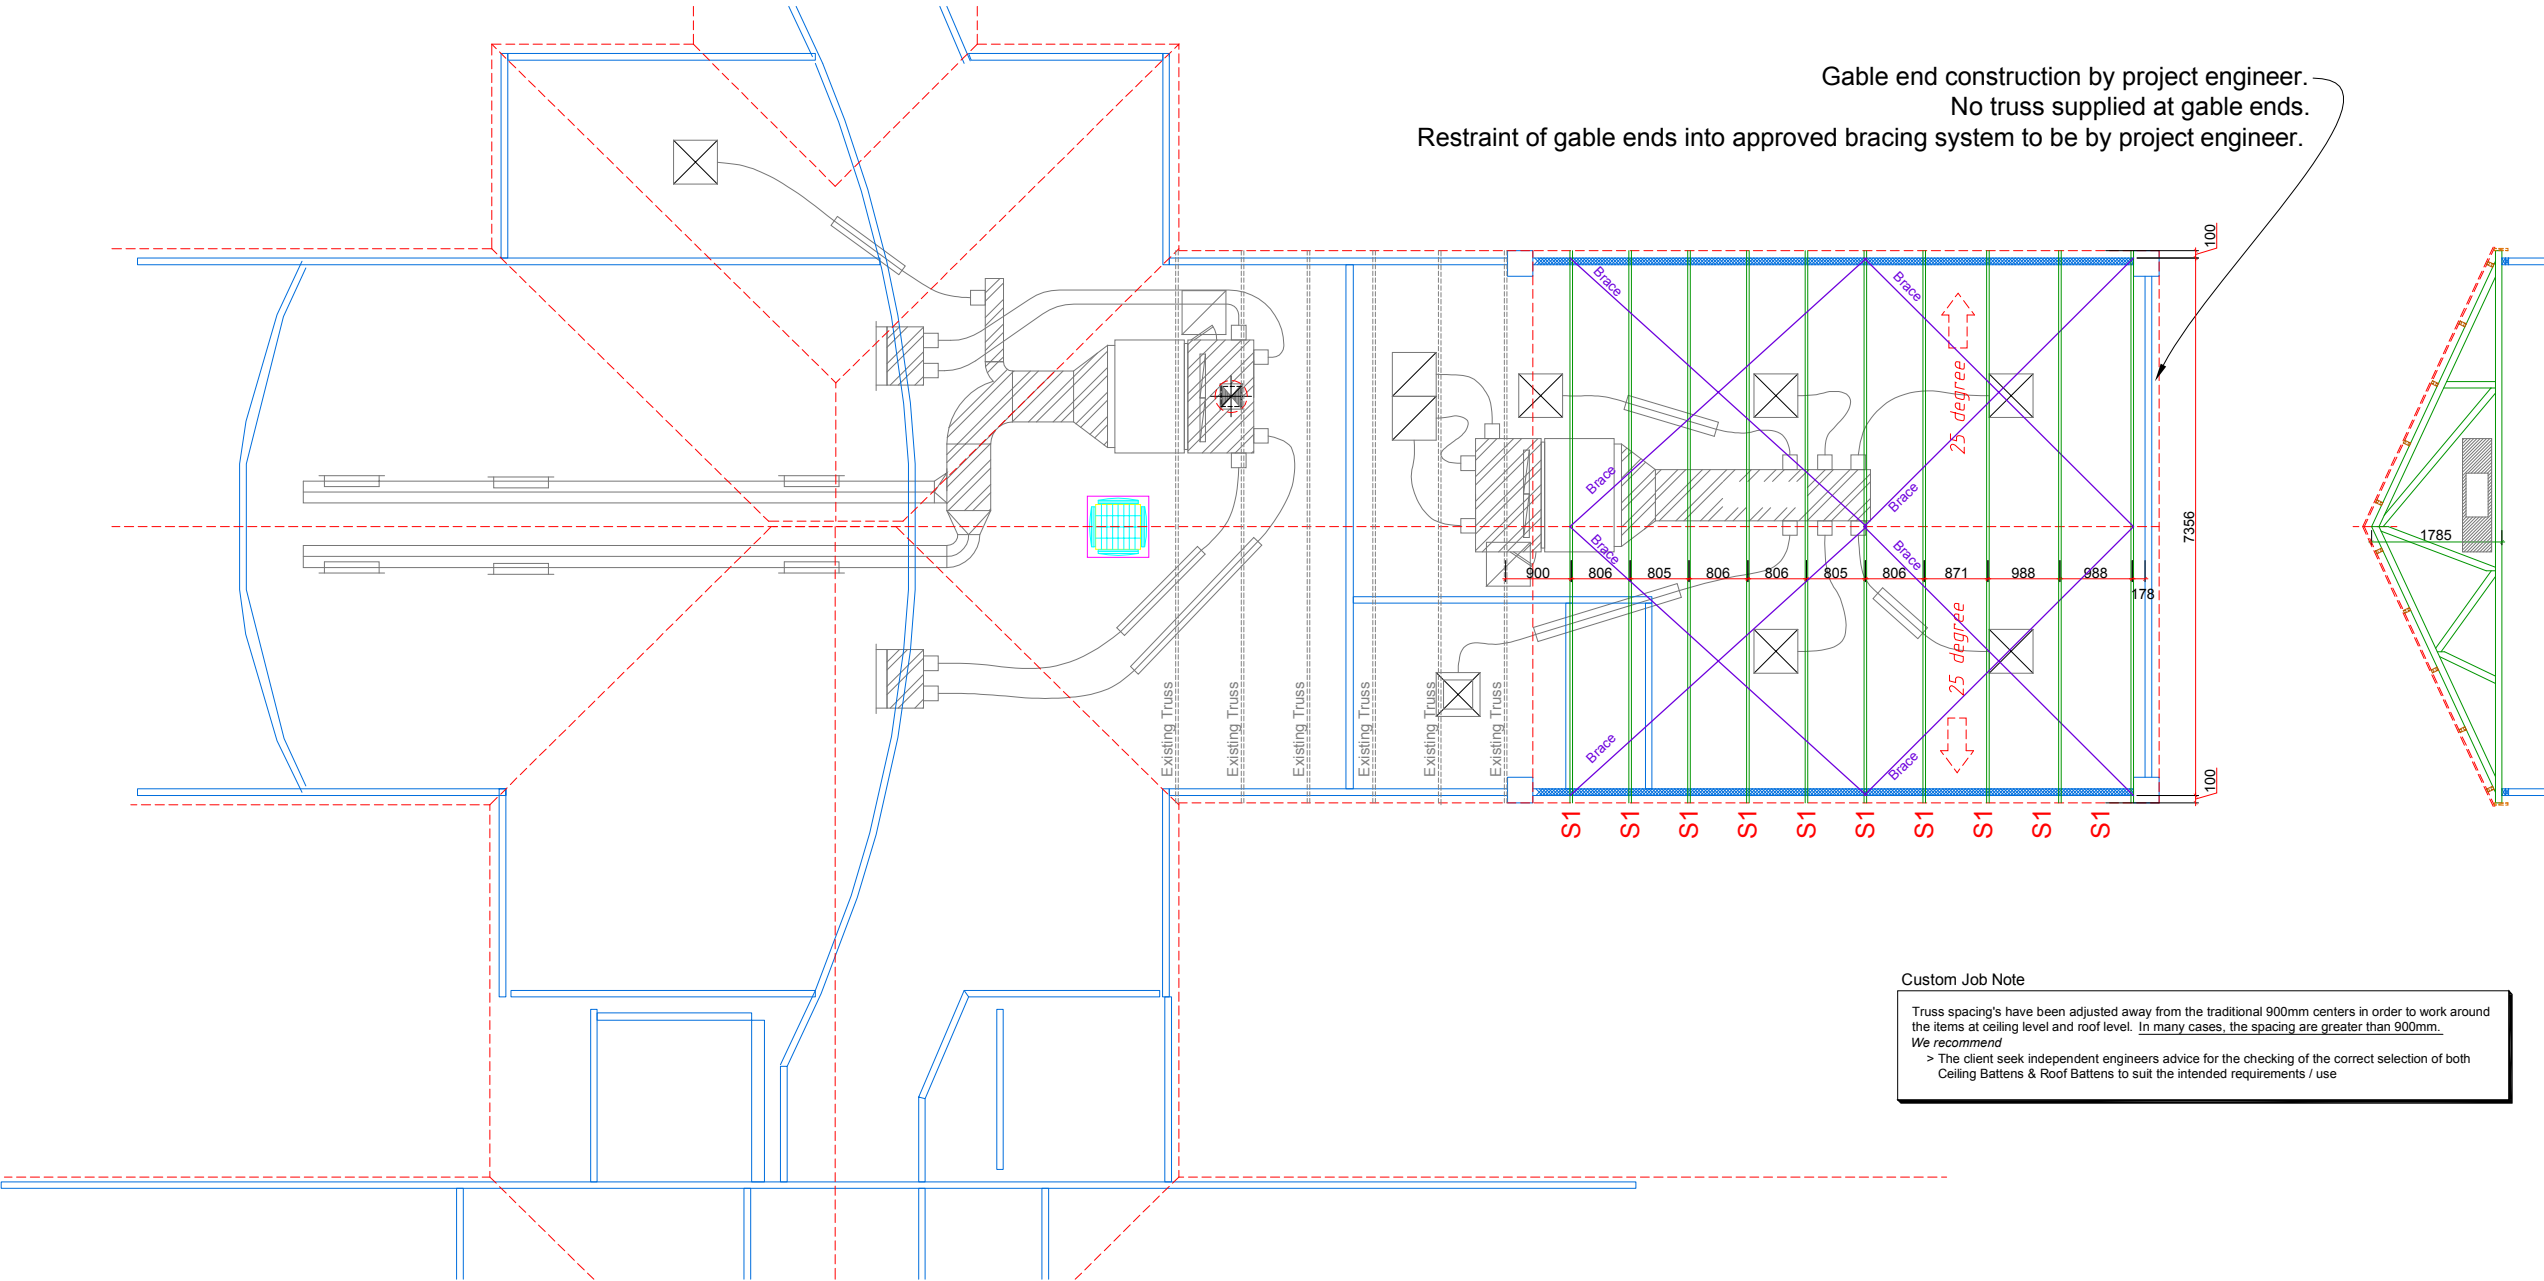 Gable end construction by project engineer.
No truss supplied at gable ends.
Restraint of gable ends into approved bracing system to be by project engineer.
100
Brace
Brace
25 degree
Brace
Brace
7356
1785
Brace
Brace
900
806
805
806
806
805
806
871
988
988
178
25 degree
Existing Truss
Existing Truss
Existing Truss
Existing Truss
Existing Truss
Existing Truss
Brace
Brace
100
S1
S1
S1
S1
S1
S1
S1
S1
S1
S1
Custom Job Note
Truss spacing's have been adjusted away from the traditional 900mm centers in order to work around
the items at ceiling level and roof level. In many cases, the spacing are greater than 900mm.
We recommend
> The client seek independent engineers advice for the checking of the correct selection of both
Ceiling Battens & Roof Battens to suit the intended requirements / use